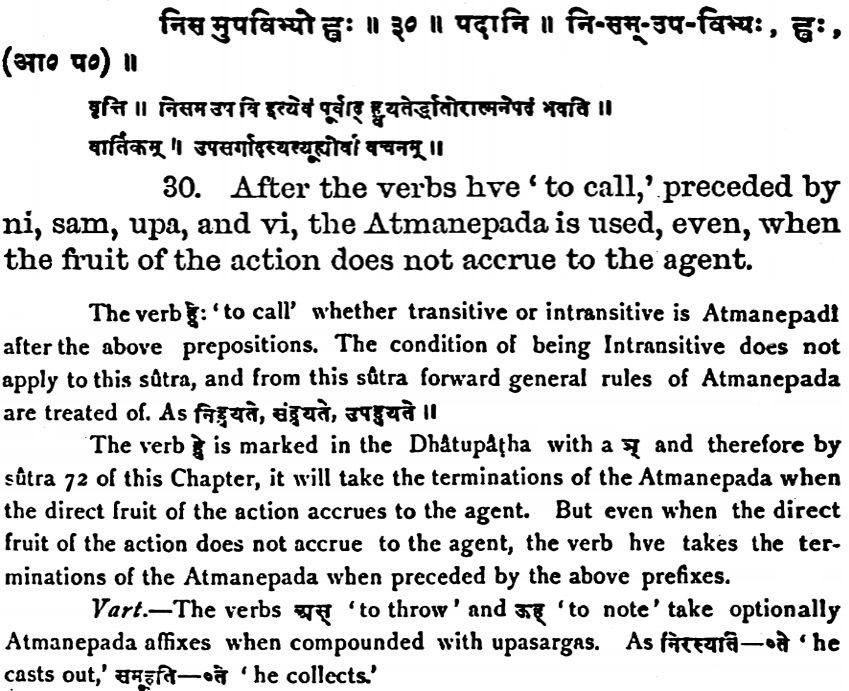 निस मुपविभ्यो ह्वः ॥ ३० ॥ पदानि ॥ नि-सम्-उप-विभ्यः, ह्वः,
(आ० प०) ॥
वृत्ति ॥ निसम उप वि इत्येवं पूर्वाद् ह्वयतेर्द्धातोरात्मनेपदं भवति ॥
वार्तिकम् ॥ उपसर्गादस्यत्यूह्योर्वा वचनम् ॥
30. After the verbs hve ‘ to call,’ preceded by
ni, sam, upa, and vi, the Atmanepada is used, even, when
the fruit of the action does not accrue to the agent.
The verb ह्वे: ‘to call’ whether transitive or intransitive is Atmanepadî
after the above prepositions. The condition of being Intransitive does not
apply to this sûtra, and from this sûtra forward general rules of Atmanepada
are treated of. As निह्वयते, संह्वयते, उपह्वयते ॥
The verb ह्वे is marked in the Dhâtupâṭha with a ञ् and therefore by
sûtra 72 of this Chapter, it will take the terminations of the Atmanepada when
the direct fruit of the action accrues to the agent. But even when the direct
fruit of the action does not accrue to the agent, the verb hve takes the ter-
minations of the Atmanepada when preceded by the above prefixes.
Vart.—The verbs अस् ‘to throw’ and ऊह् ‘to note’ take optionally
Atmanepada affixes when compounded with upasargas. As निरस्यति—०ते ‘he
casts out,’ समूहति—०ते ‘he collects.’